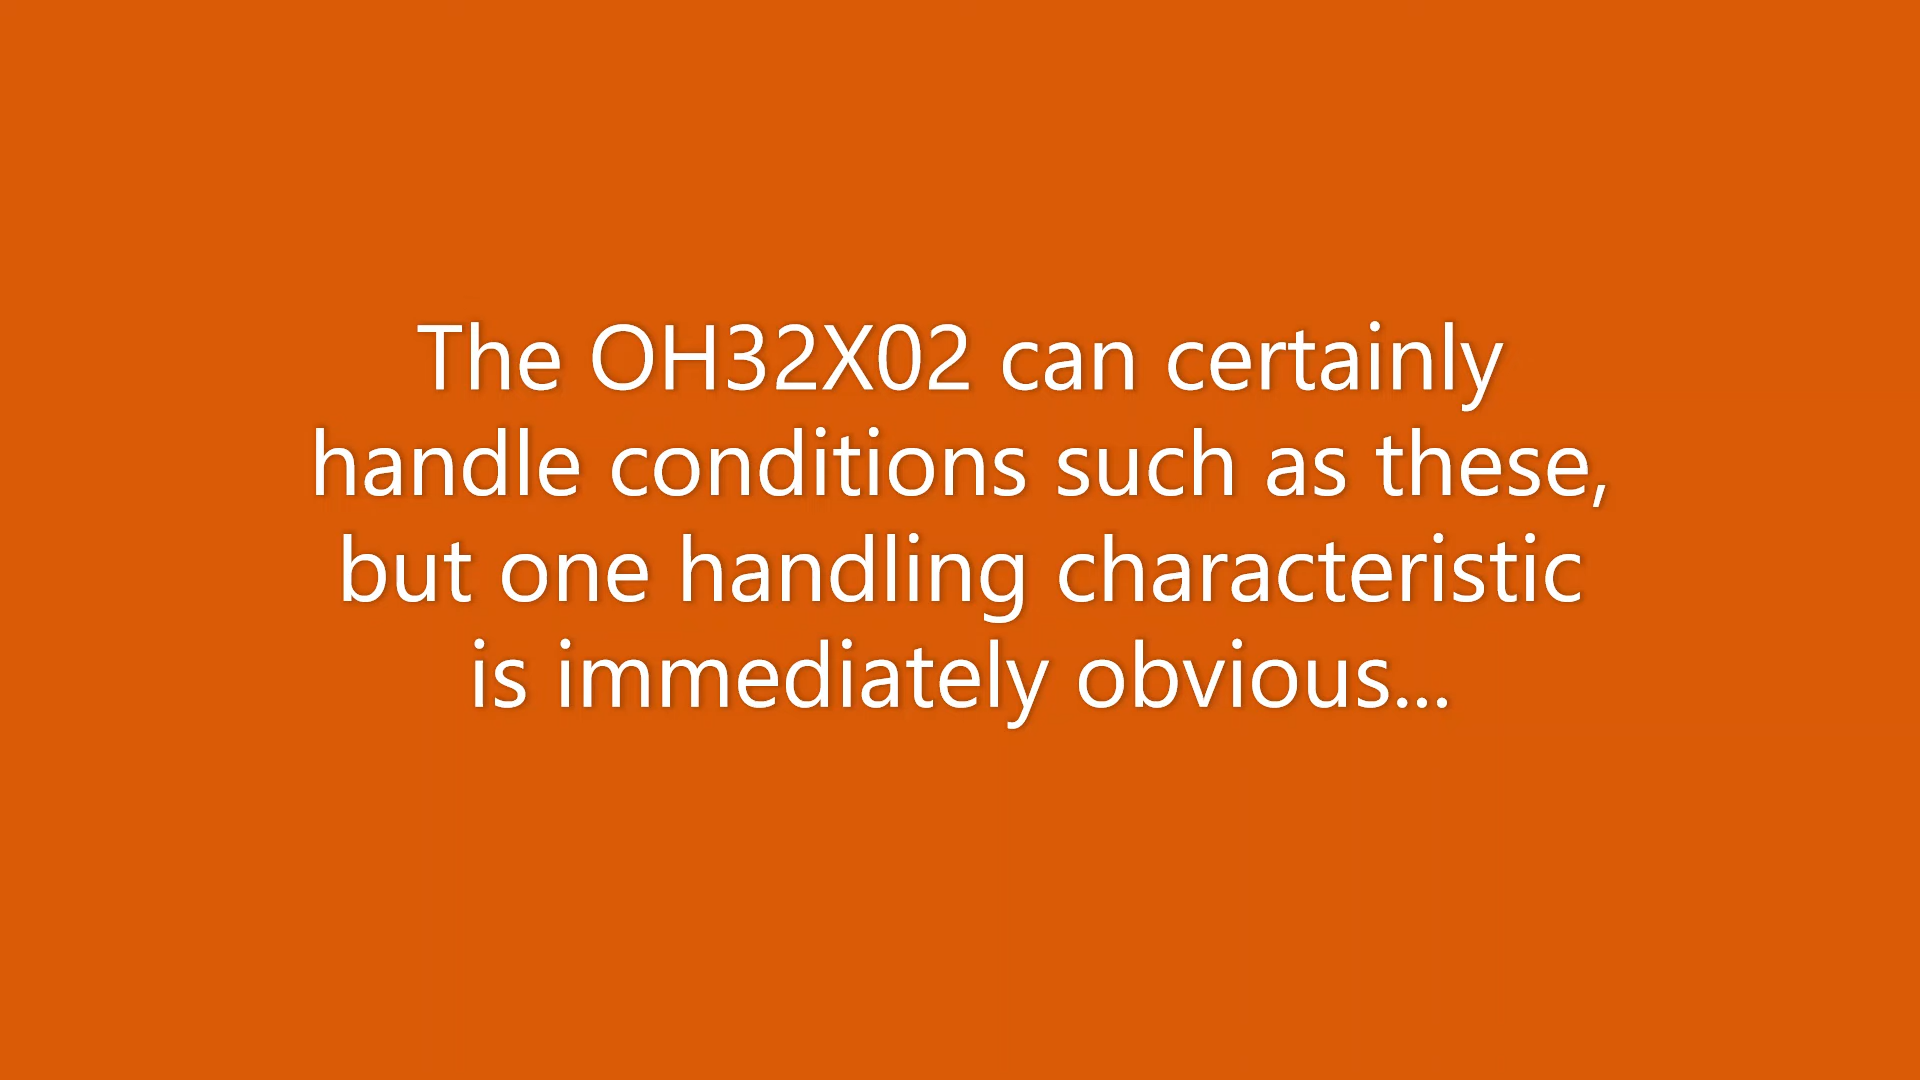 The OH32X02 can certainly
handle conditions such as these,
but one handling characteristic
is immediately obvious...